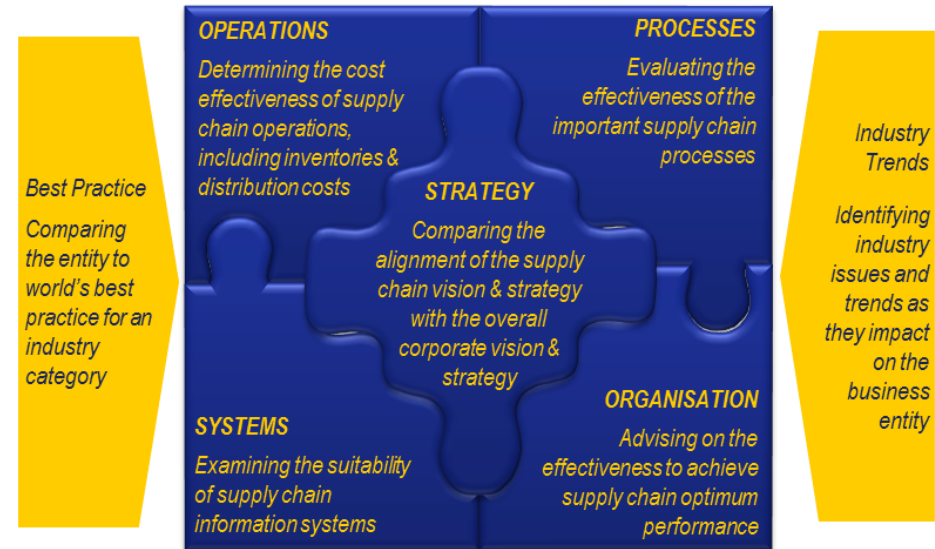 Best Practice
Comparing
the entity to
world's best
practice for an
industry
category
OPERATIONS
Determining the cost
effectiveness of supply
chain operations,
including inventories &
distribution costs
PROCESSES
Evaluating the
effectiveness of the
important supply chain
processes
STRATEGY
Comparing the
alignment of the supply
chain vision & strategy
with the overall
corporate vision &
strategy
SYSTEMS
Examining the suitability
of supply chain
information systems
ORGANISATION
Advising on the
effectiveness to achieve
supply chain optimum
performance
Industry
Trends
Identifying
industry
issues and
trends as
they impact
on the
business
entity